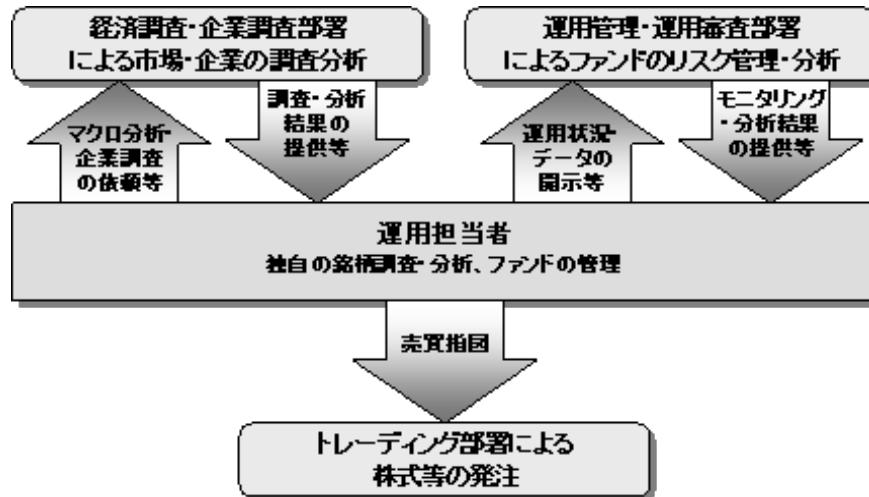 経済調査・企業調査部署
による市場・企業の調査分析
運用管理・運用審査部署
によるファンドのリスク管理・分析
マクロ分析・
企業調査
の依頼等
調査・分析
結果の
提供等
運用状況・
データの
開示等
モニタリング
・分析結果
の提供等
運用担当者
独自の銘柄調査・分析、ファンドの管理
売買指図
トレーディング部署による
株式等の発注